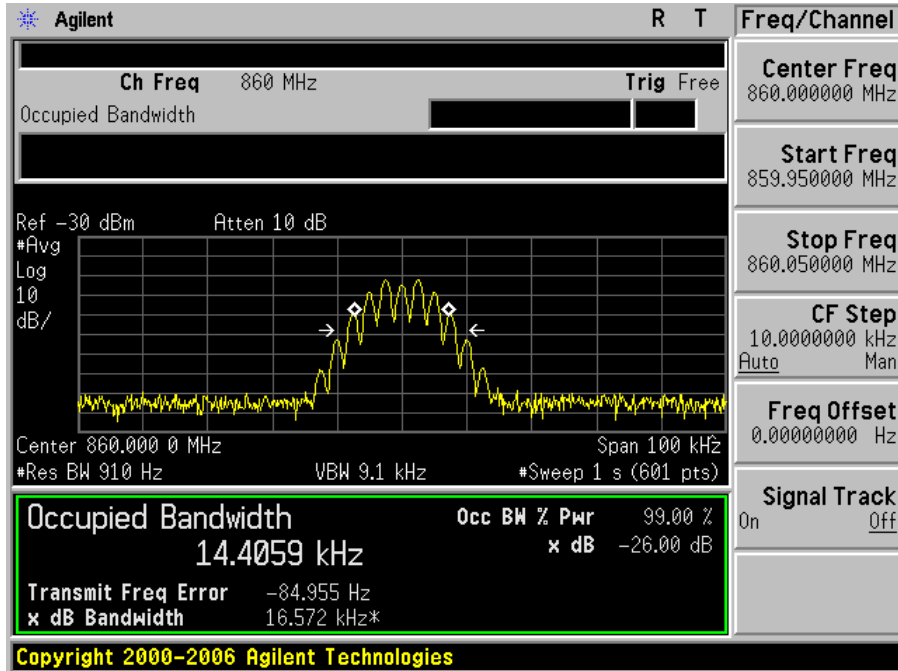 Agilent R T Freq/Channel
Ch Freq 860 MHz Trig Free
Occupied Bandwidth
Center Freq
860.000000 MHz
Start Freq
859.950000 MHz
Stop Freq
860.050000 MHz
CF Step
10.0000000 kHz
Auto Man
Freq Offset
0.00000000 Hz
Signal Track
On Off
Ref -30 dBm Atten 10 dB
#Avg
Log
10
dB/
Center 860.000 0 MHz Span 100 kHz
#Res BW 910 Hz VBW 9.1 kHz #Sweep 1 s (601 pts)
Occupied Bandwidth Occ BW % Pwr 99.00 %
14.4059 kHz x dB -26.00 dB
Transmit Freq Error -84.955 Hz
x dB Bandwidth 16.572 kHz*
Copyright 2000-2006 Agilent Technologies